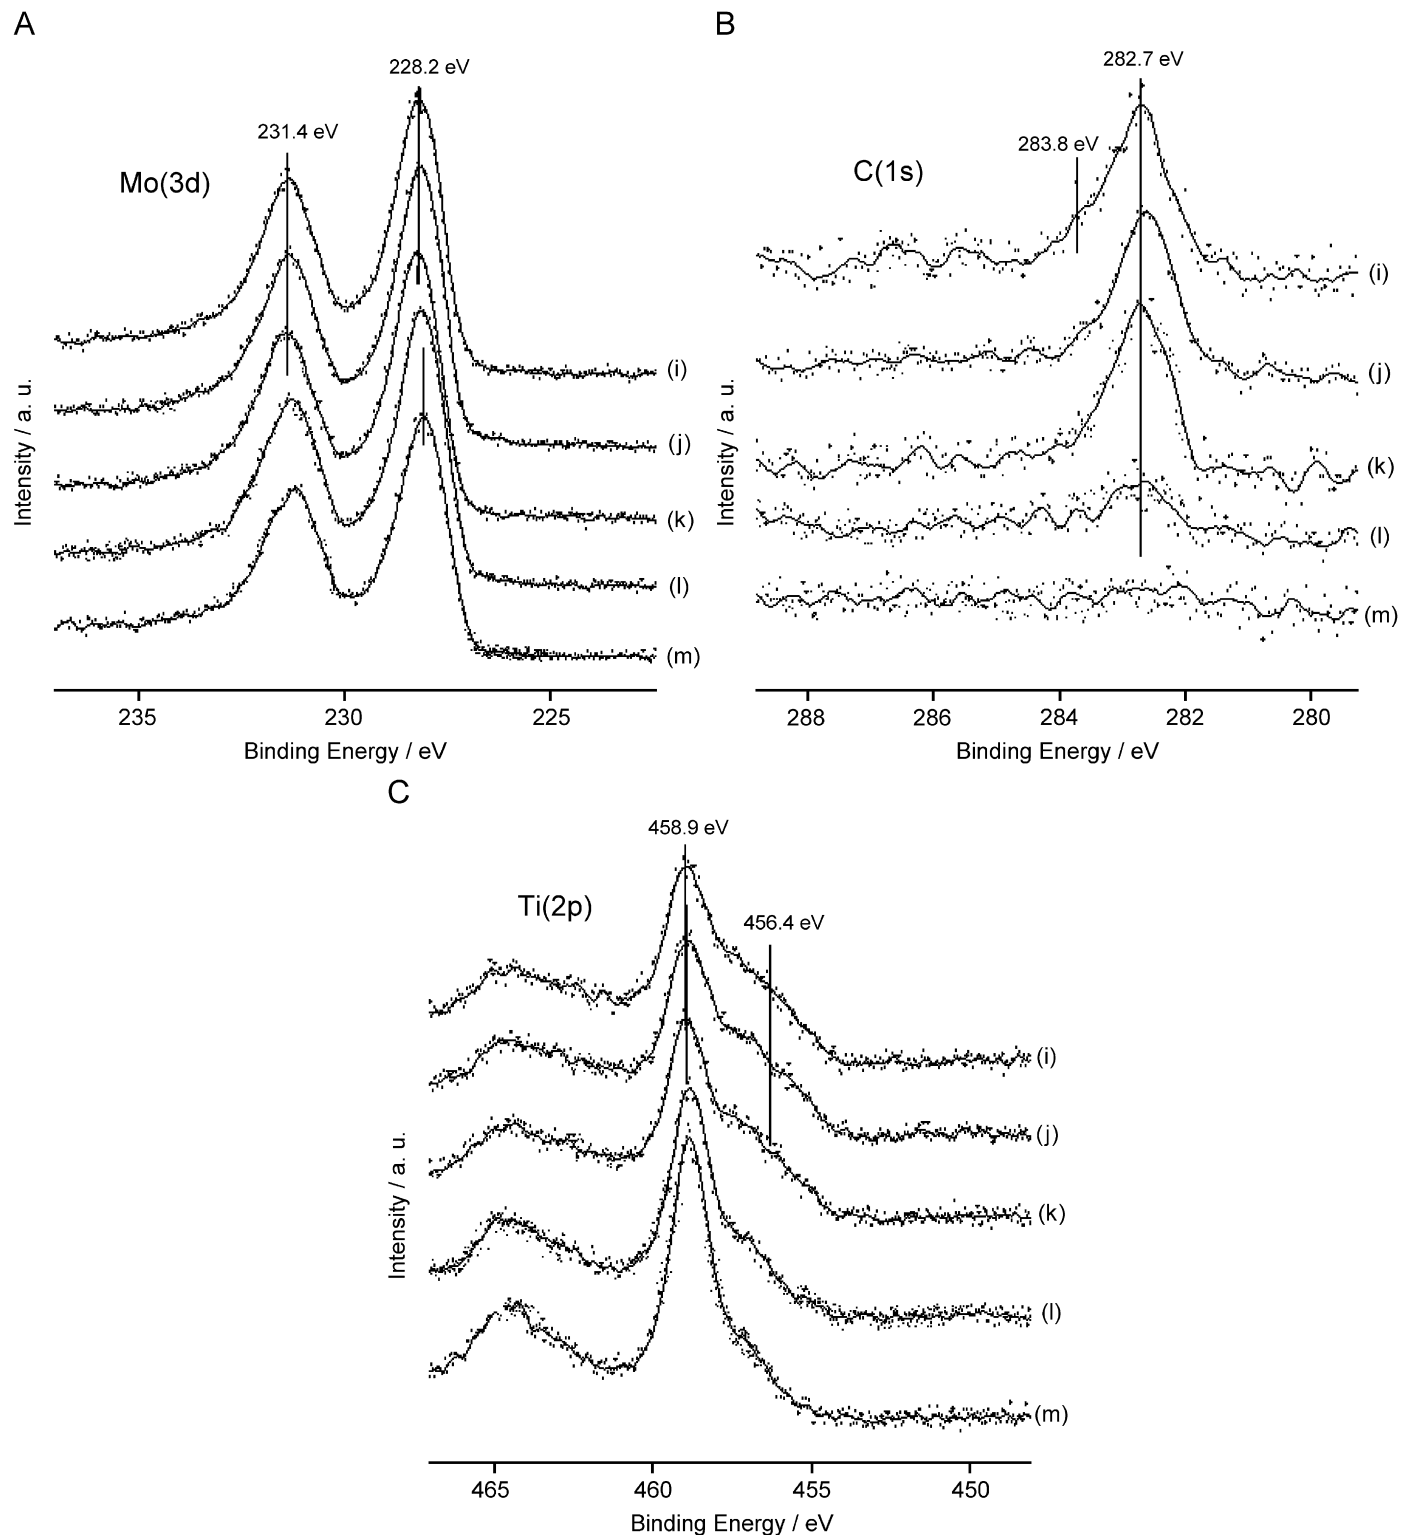 A
228.2 eV
231.4 eV
Mo(3d)
(i)
(j)
(k)
(l)
(m)
Intensity / a. u.
235
230
225
Binding Energy / eV
B
282.7 eV
283.8 eV
C(1s)
(i)
(j)
(k)
(l)
(m)
Intensity / a. u.
288
286
284
282
280
Binding Energy / eV
C
458.9 eV
456.4 eV
Ti(2p)
(i)
(j)
(k)
(l)
(m)
Intensity / a. u.
465
460
455
450
Binding Energy / eV